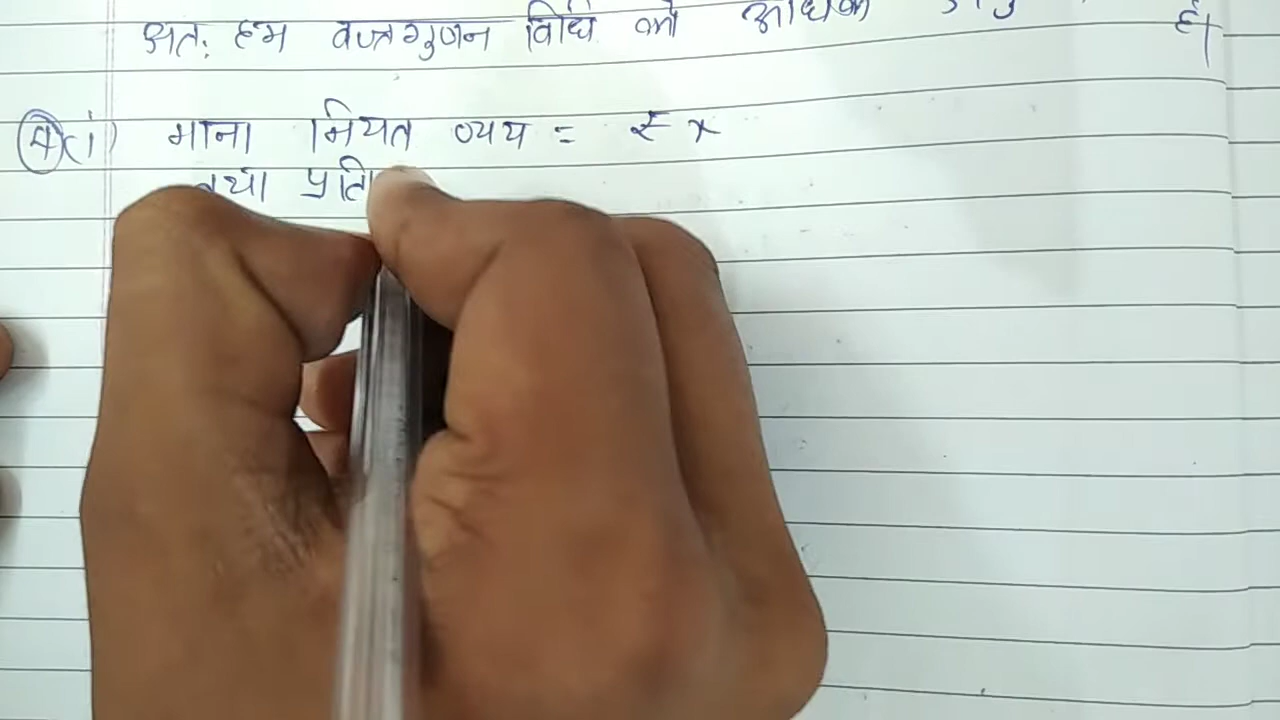 अतः हम वज्रगुणन विधि को अधिक है।
④(i) माना नियत व्यय = ₹ x
तथा प्रति